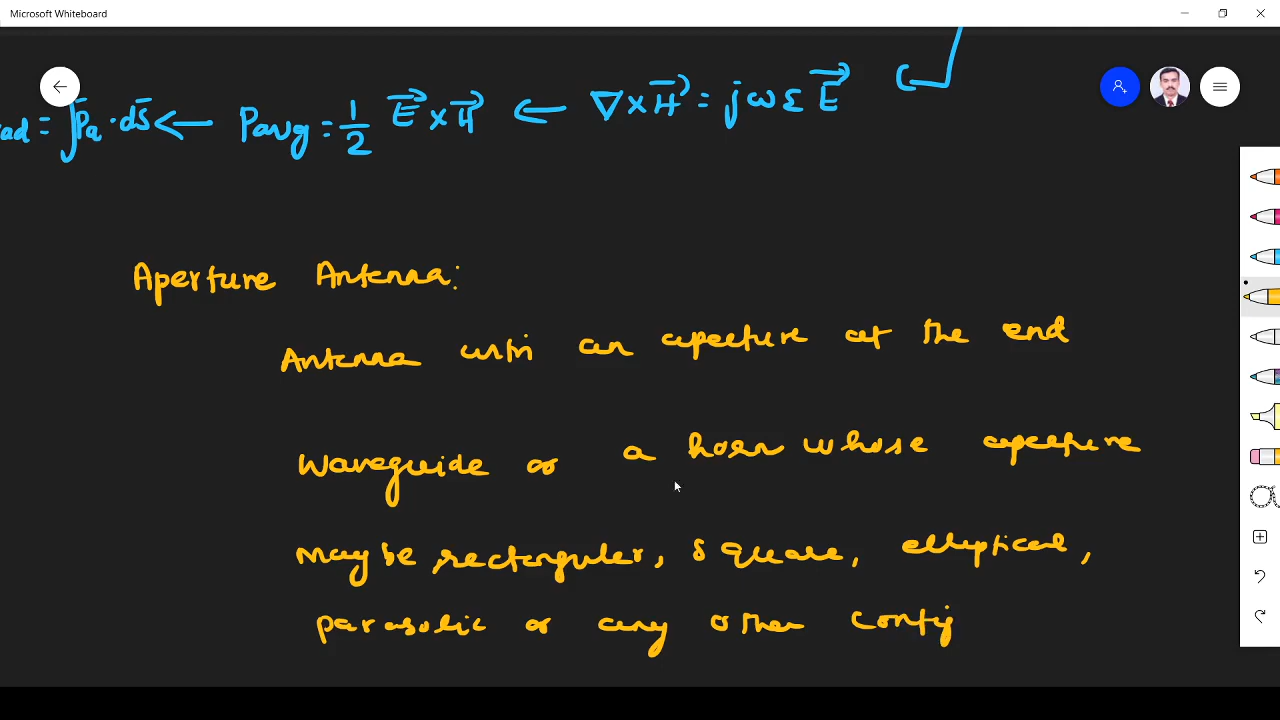 Microsoft Whiteboard
ad = ∫P̄a · ds̄ ← Pavg = 1/2 E⃗ × H⃗ ← ∇ × H⃗ = jωε E⃗
Aperture Antenna:
Antenna with an aperture at the end
Waveguide or a horn whose aperture
May be rectangular, square, elliptical,
parabolic or any other config